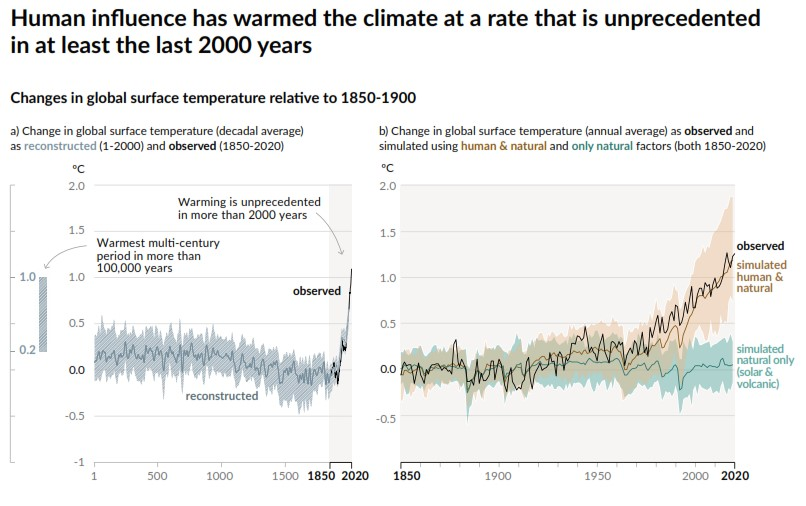 Human influence has warmed the climate at a rate that is unprecedented
in at least the last 2000 years
Changes in global surface temperature relative to 1850-1900
a) Change in global surface temperature (decadal average)
as reconstructed (1-2000) and observed (1850-2020)
b) Change in global surface temperature (annual average) as observed and
simulated using human & natural and only natural factors (both 1850-2020)
°C
2.0
1.5
1.0
0.5
0.0
-0.5
-1
Warming is unprecedented
in more than 2000 years
Warmest multi-century
period in more than
100,000 years
1.0
0.2
observed
reconstructed
1
500
1000
1500
1850
2020
°C
2.0
1.5
1.0
0.5
0.0
-0.5
observed
simulated
human &
natural
simulated
natural only
(solar &
volcanic)
1850
1900
1950
2000
2020